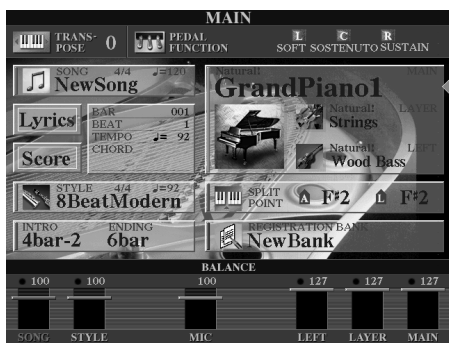 MAIN
TRANS-
POSE 0
PEDAL
FUNCTION
L C R
SOFT SOSTENUTO SUSTAIN
SONG 4/4 ♩=120
NewSong
Natural! MAIN
GrandPiano1
Lyrics
Score
BAR 001
BEAT 1
TEMPO ♩= 92
CHORD
Natural! LAYER
Strings
Natural! LEFT
Wood Bass
STYLE 4/4 ♩=92
8BeatModern
SPLIT
POINT
A F♯2 L F♯2
INTRO ENDING
4bar-2 6bar
REGISTRATION BANK
NewBank
BALANCE
100 100 100 127 127 127
SONG STYLE MIC LEFT LAYER MAIN